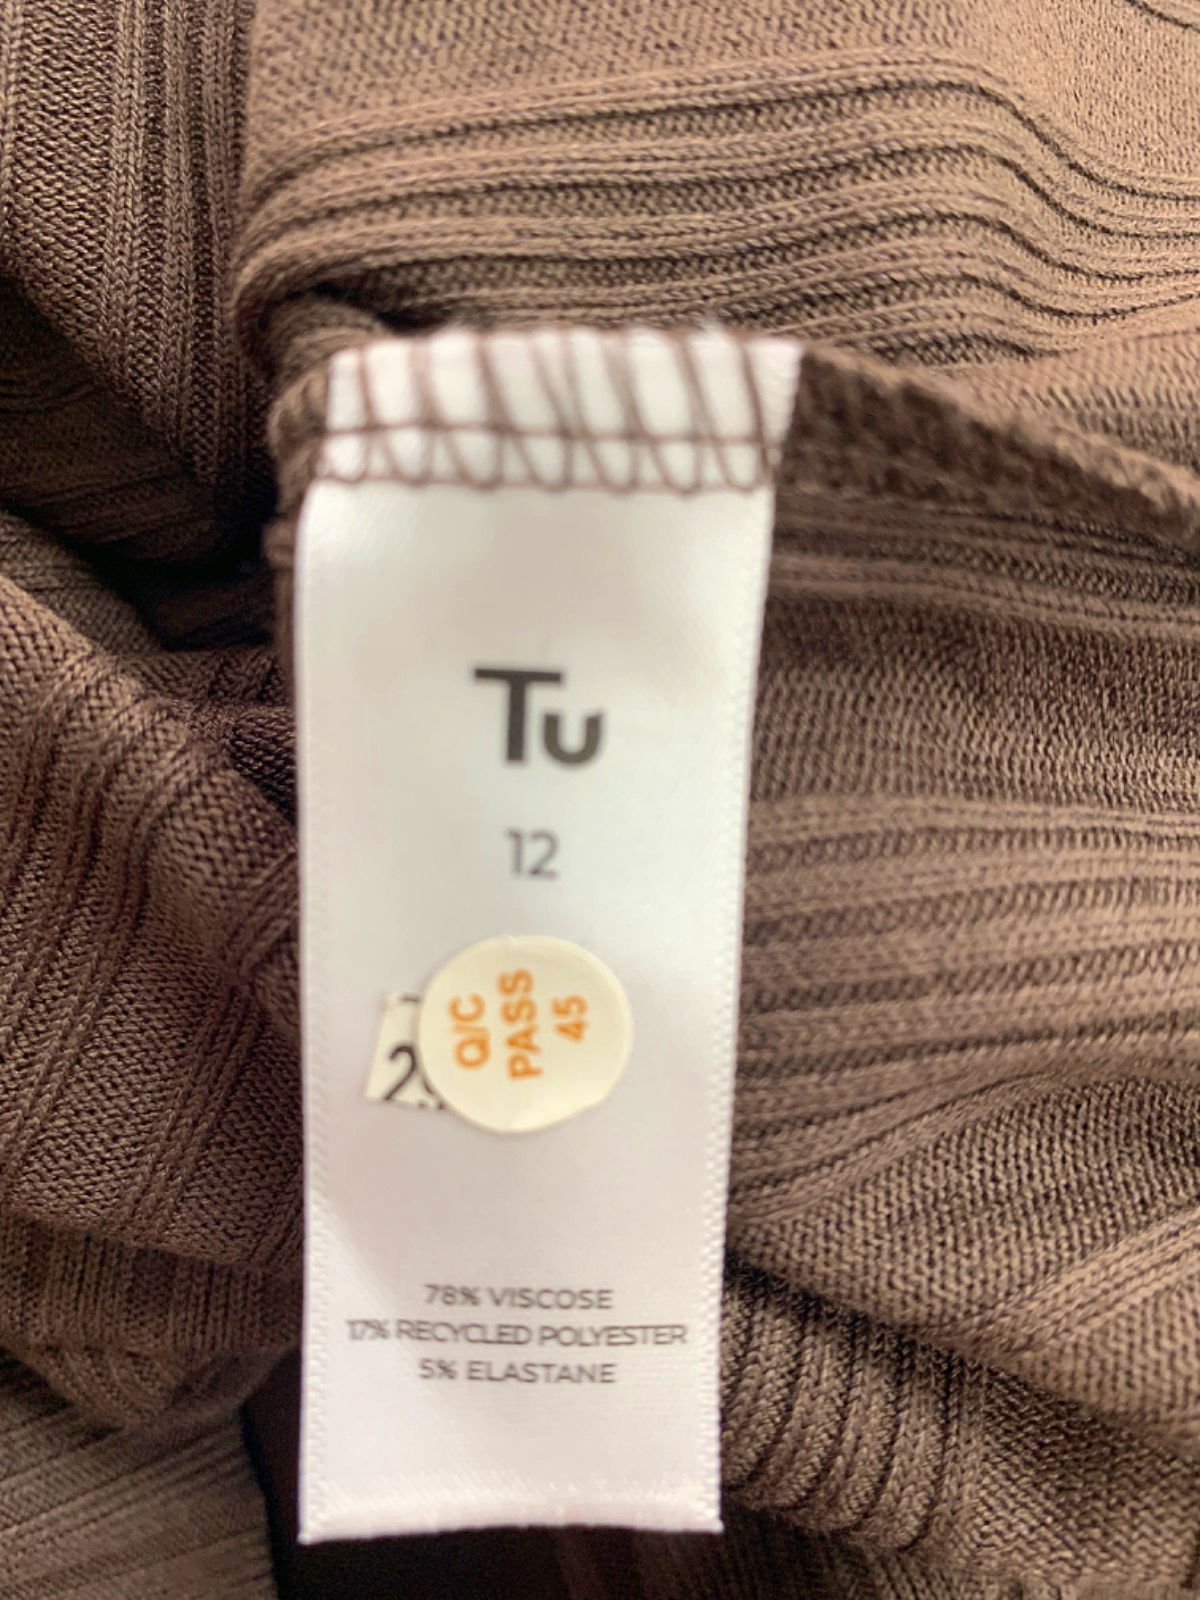 Tu
12
Q/C
PASS
45
78% VISCOSE
17% RECYCLED POLYESTER
5% ELASTANE